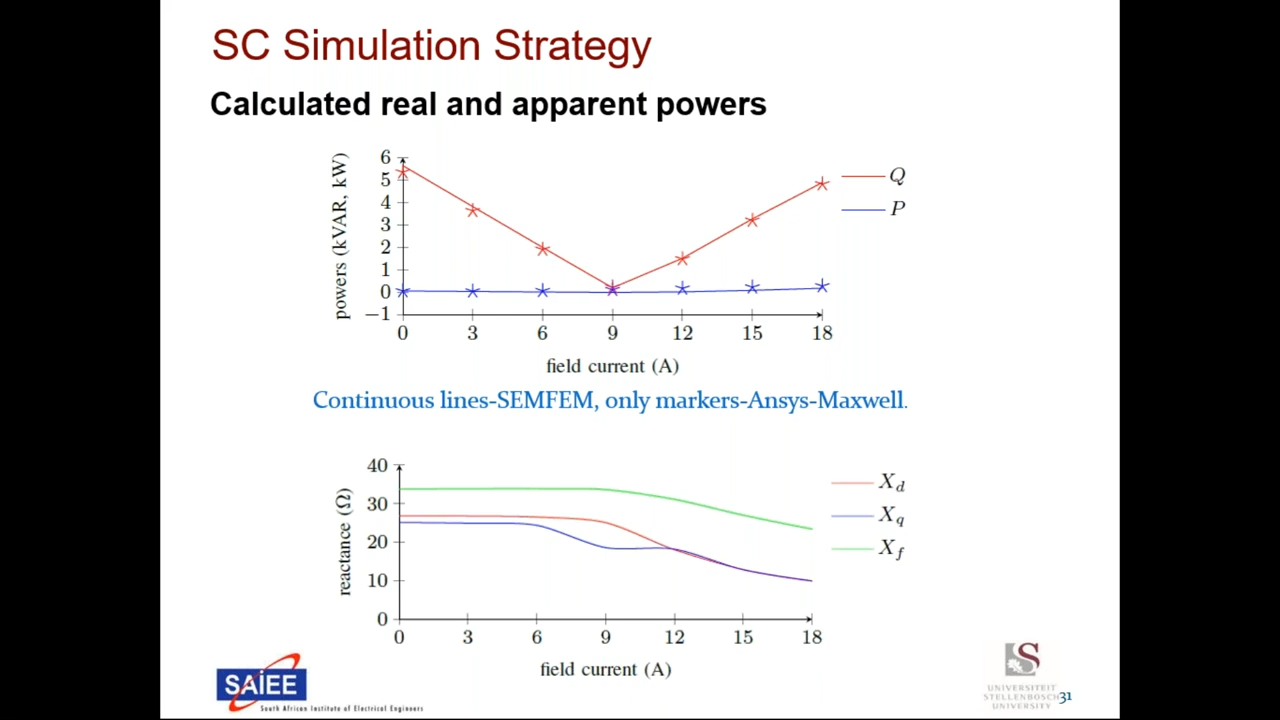 SC Simulation Strategy
Calculated real and apparent powers
powers (kVAR, kW)
6
5
4
3
2
1
0
−1
0 3 6 9 12 15 18
field current (A)
Q
P
Continuous lines-SEMFEM, only markers-Ansys-Maxwell.
reactance (Ω)
40
30
20
10
0
0 3 6 9 12 15 18
field current (A)
X_d
X_q
X_f
SAIEE
South African Institute of Electrical Engineers
S
UNIVERSITEIT
STELLENBOSCH
UNIVERSITY
31